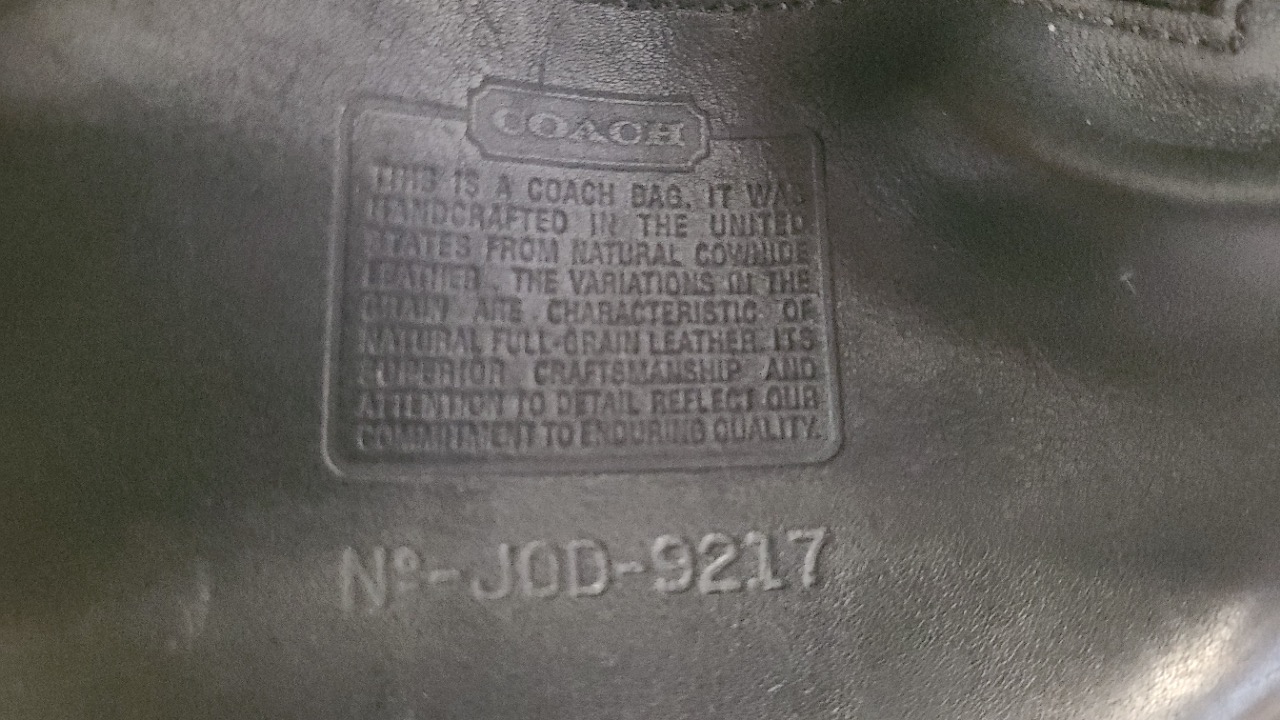 COACH
THIS IS A COACH BAG. IT WAS
HANDCRAFTED IN THE UNITED
STATES FROM NATURAL COWHIDE
LEATHER. THE VARIATIONS IN THE
GRAIN ARE CHARACTERISTIC OF
NATURAL FULL-GRAIN LEATHER. ITS
SUPERIOR CRAFTSMANSHIP AND
ATTENTION TO DETAIL REFLECT OUR
COMMITMENT TO ENDURING QUALITY.
Nº-JOD-9217